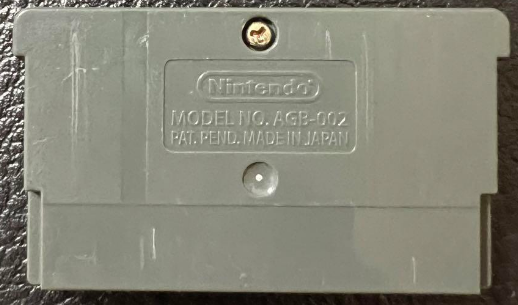 Nintendo
MODEL NO. AGB-002
PAT. PEND. MADE IN JAPAN